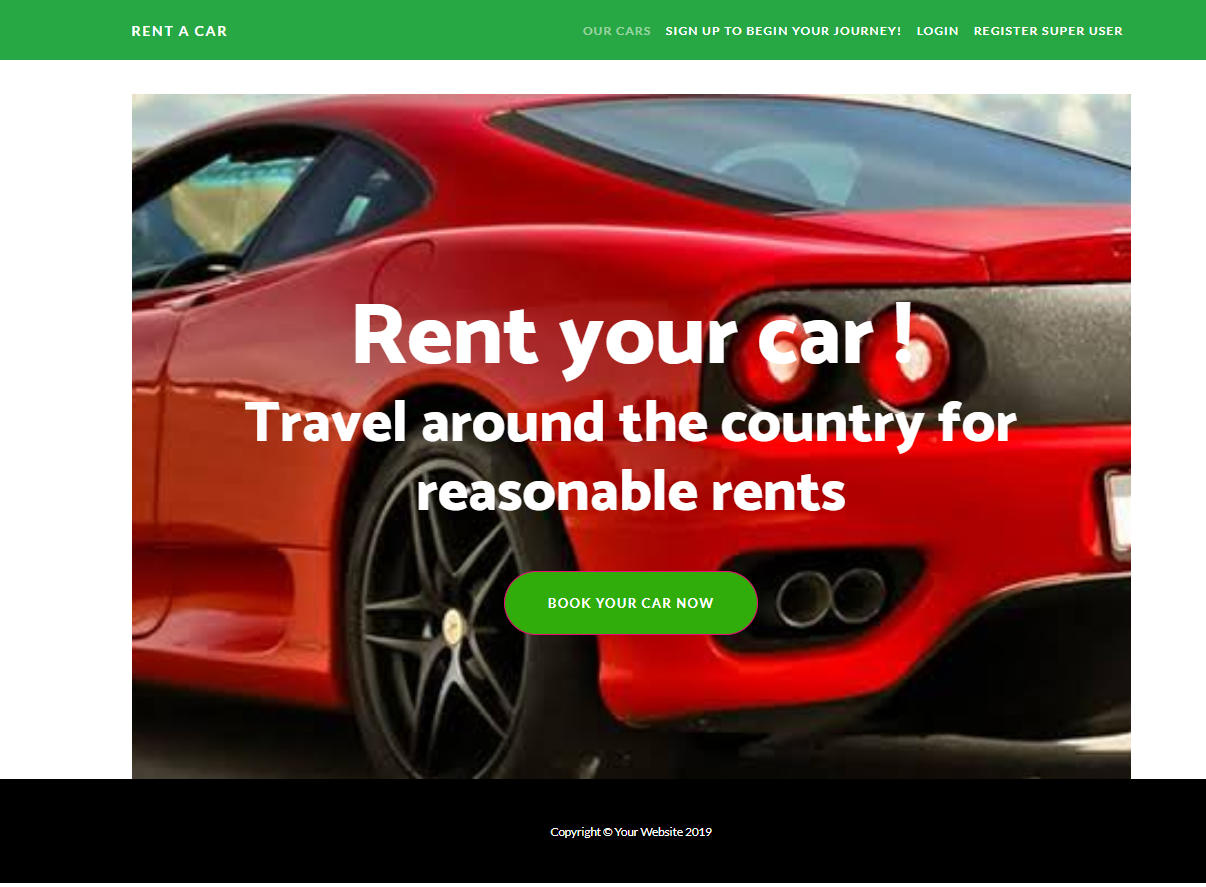 RENT A CAR
OUR CARS SIGN UP TO BEGIN YOUR JOURNEY! LOGIN REGISTER SUPER USER
Rent your car !
Travel around the country for
reasonable rents
BOOK YOUR CAR NOW
Copyright © Your Website 2019